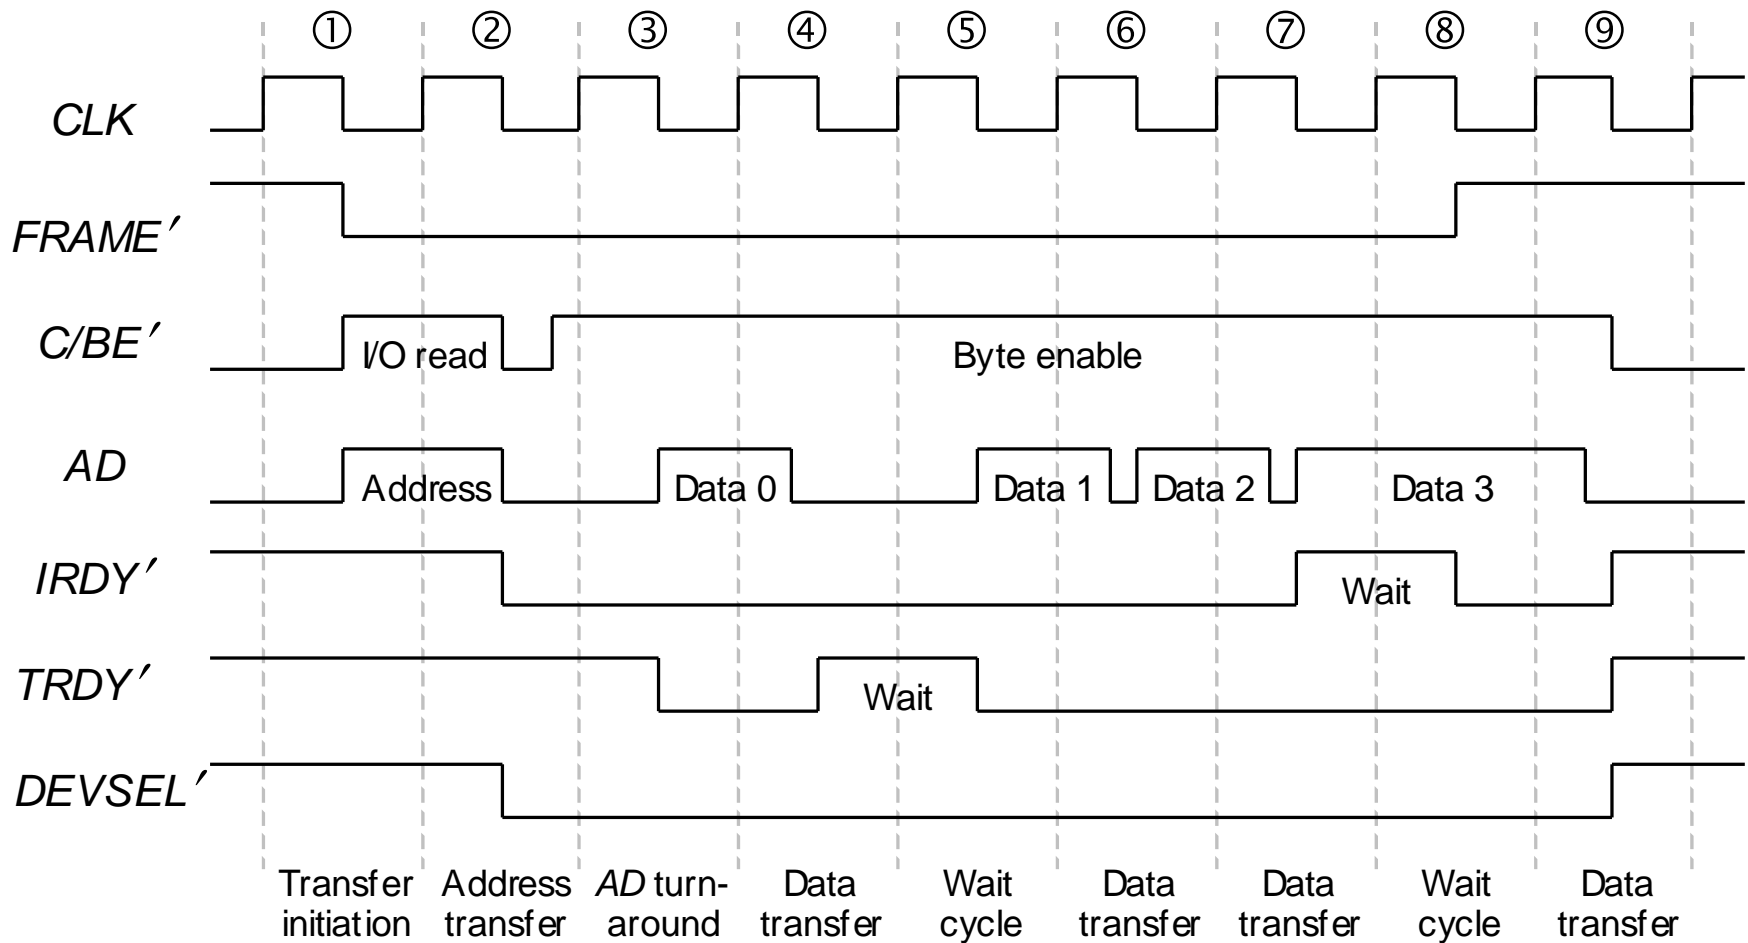 ① ② ③ ④ ⑤ ⑥ ⑦ ⑧ ⑨
CLK
FRAME′
C/BE′
I/O read
Byte enable
AD
Address
Data 0
Data 1
Data 2
Data 3
IRDY′
Wait
TRDY′
Wait
DEVSEL′
Transfer
initiation
Address
transfer
AD turn-
around
Data
transfer
Wait
cycle
Data
transfer
Data
transfer
Wait
cycle
Data
transfer